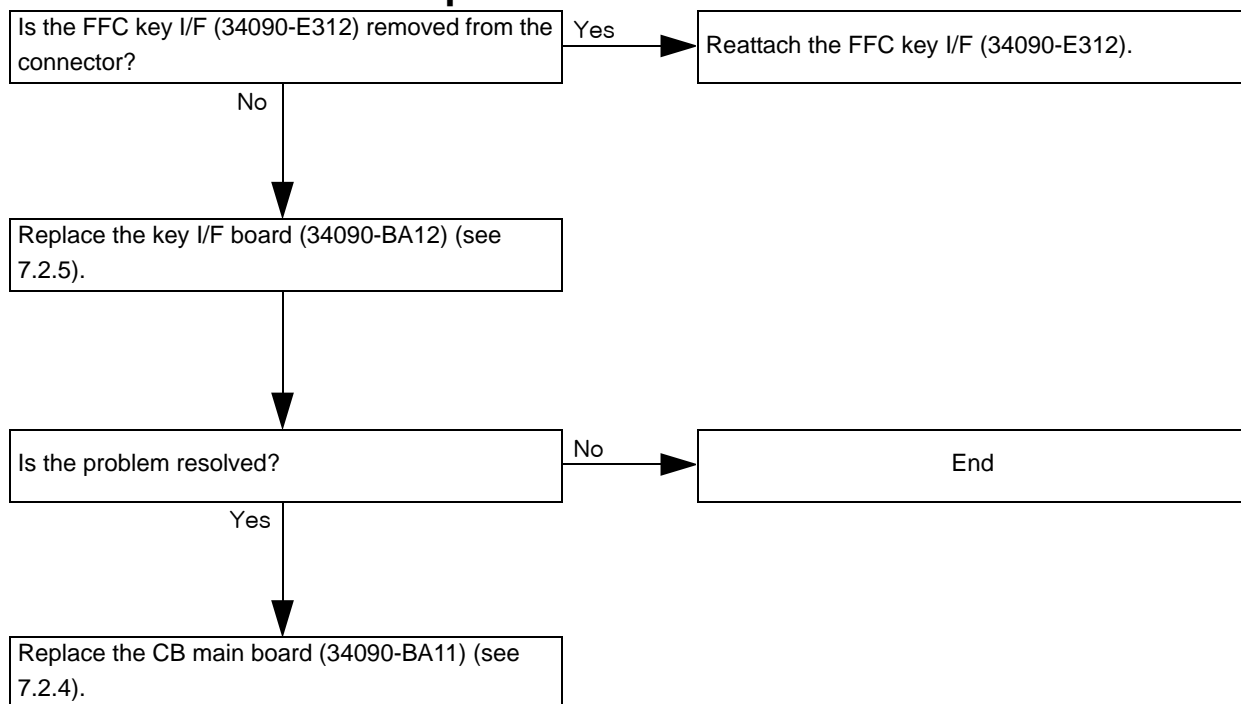 Is the FFC key I/F (34090-E312) removed from the
connector?
Yes
Reattach the FFC key I/F (34090-E312).
No
Replace the key I/F board (34090-BA12) (see
7.2.5).
Is the problem resolved?
No
End
Yes
Replace the CB main board (34090-BA11) (see
7.2.4).